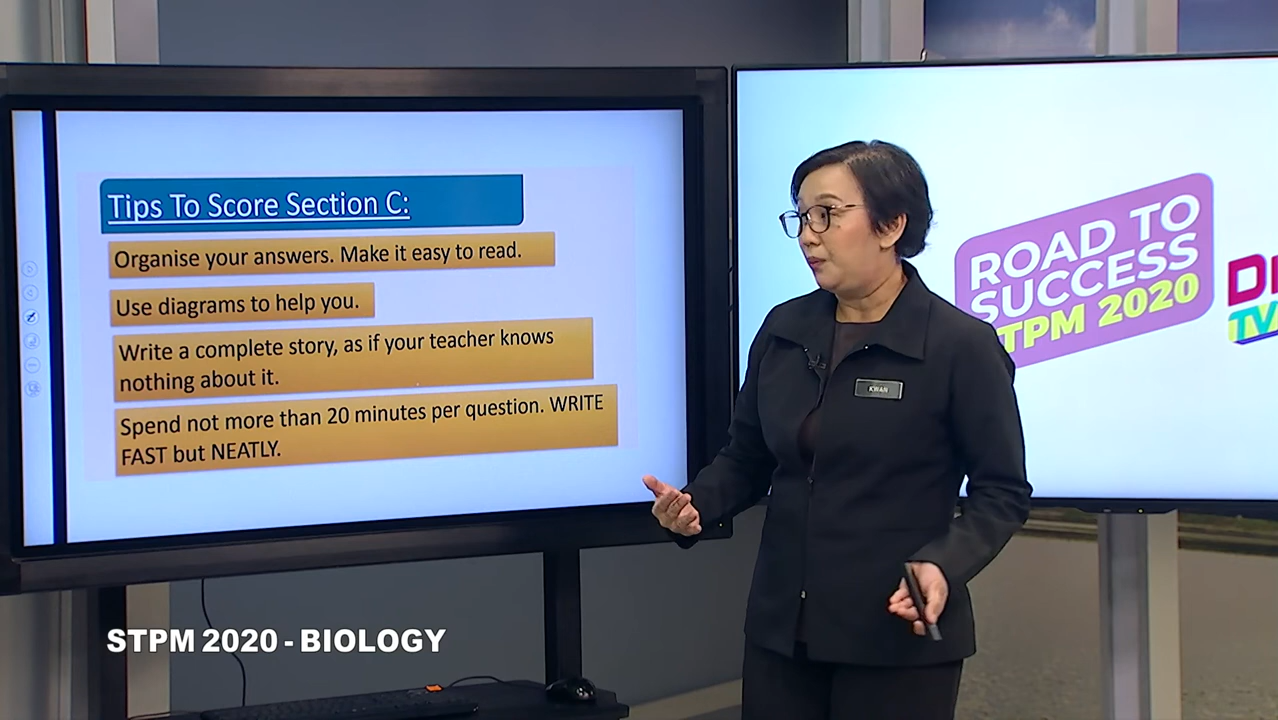 Tips To Score Section C:
Organise your answers. Make it easy to read.
Use diagrams to help you.
Write a complete story, as if your teacher knows
nothing about it.
Spend not more than 20 minutes per question. WRITE
FAST but NEATLY.
ROAD TO
SUCCESS
STPM 2020
TV
KWAN
STPM 2020 - BIOLOGY